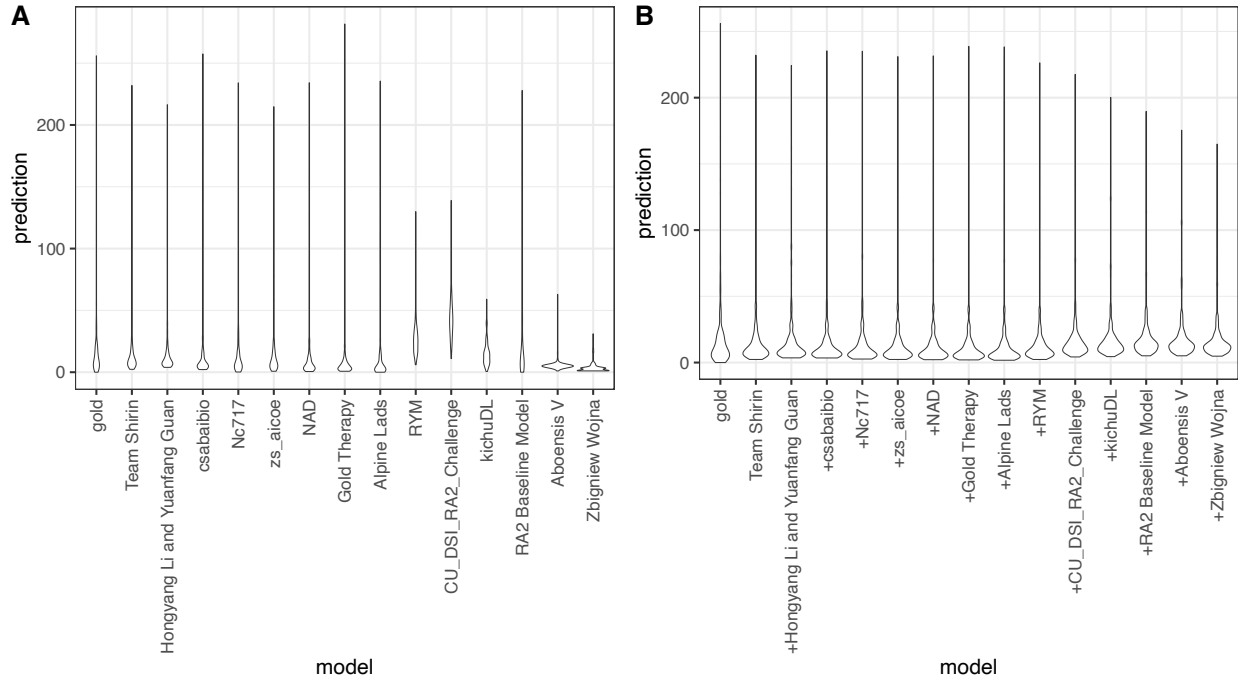 A
prediction
200
100
0
gold
Team Shirin
Hongyang Li and Yuanfang Guan
csabaibio
Nc717
zs_aicoe
NAD
Gold Therapy
Alpine Lads
RYM
CU_DSI_RA2_Challenge
kichuDL
RA2 Baseline Model
Aboensis V
Zbigniew Wojna
model
B
prediction
200
100
0
gold
Team Shirin
+Hongyang Li and Yuanfang Guan
+csabaibio
+Nc717
+zs_aicoe
+NAD
+Gold Therapy
+Alpine Lads
+RYM
+CU_DSI_RA2_Challenge
+kichuDL
+RA2 Baseline Model
+Aboensis V
+Zbigniew Wojna
model